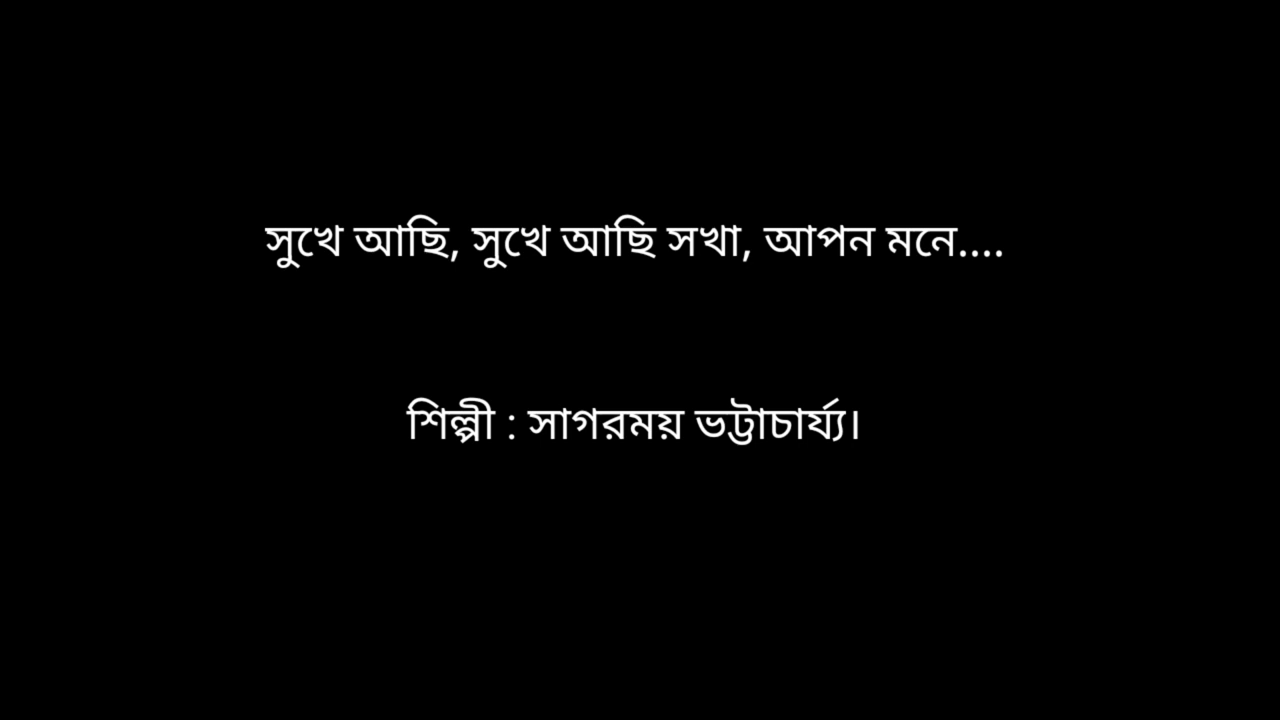 সুখে আছি, সুখে আছি সখা, আপন মনে....
শিল্পী : সাগরময় ভট্টাচার্য্য।